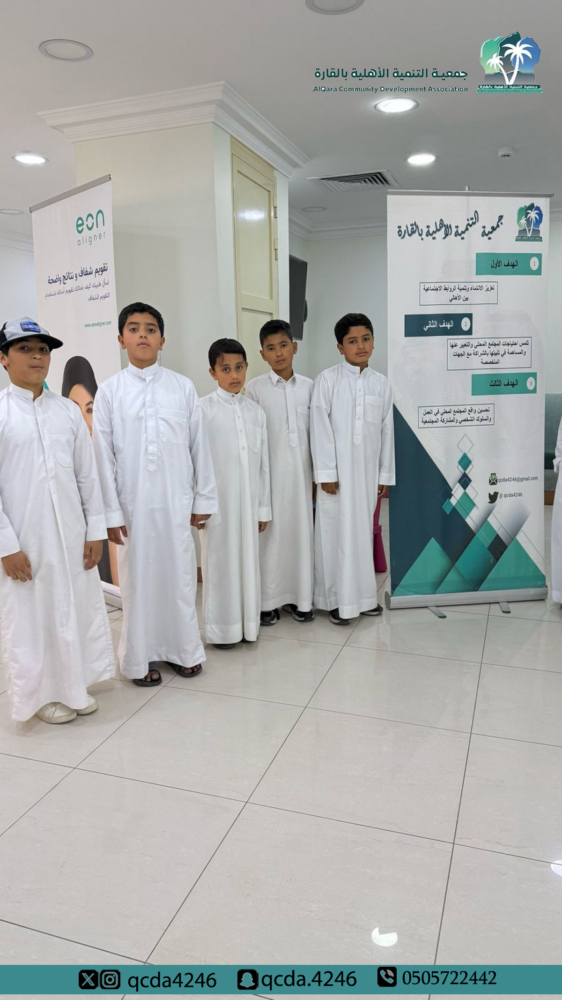 جمعية التنمية الأهلية بالقارة
AlQara Community Development Association
جمعية التنمية الأهلية بالقارة
eon
aligner
تقويم شفاف و نتائج واضحة
اسأل طبيبك كيف بامكانك تقويم أسنانك باستخدام
التقويم الشفاف
www.eonaligner.com
UNLIMITED
جمعية التنمية الأهلية بالقارة
1 الهدف الأول
تعزيز الانتماء وتنمية الروابط الاجتماعية
بين الأهالي
2 الهدف الثاني
تلمس احتياجات المجتمع المحلي والتعبير عنها
والمساهمة في تلبيتها بالشراكة مع الجهات
المتخصصة
3 الهدف الثالث
تحسين واقع المجتمع المحلي في العمل
والسلوك الشخصي والمشاركة المجتمعية
qcda4246@gmail.com
@ qcda4246
qcda4246 qcda.4246 0505722442